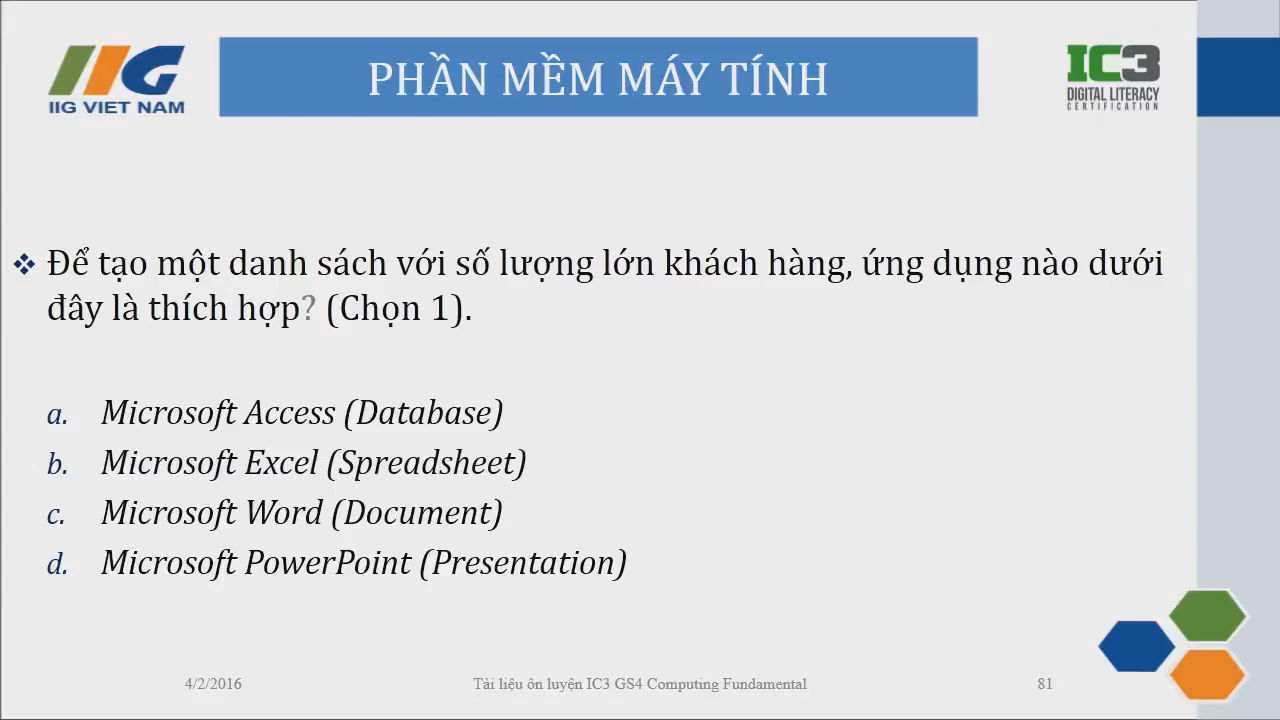 IIG VIET NAM
PHẦN MỀM MÁY TÍNH
IC3
DIGITAL LITERACY
CERTIFICATION
Để tạo một danh sách với số lượng lớn khách hàng, ứng dụng nào dưới
đây là thích hợp? (Chọn 1).
a. Microsoft Access (Database)
b. Microsoft Excel (Spreadsheet)
c. Microsoft Word (Document)
d. Microsoft PowerPoint (Presentation)
4/2/2016 Tài liệu ôn luyện IC3 GS4 Computing Fundamental 81